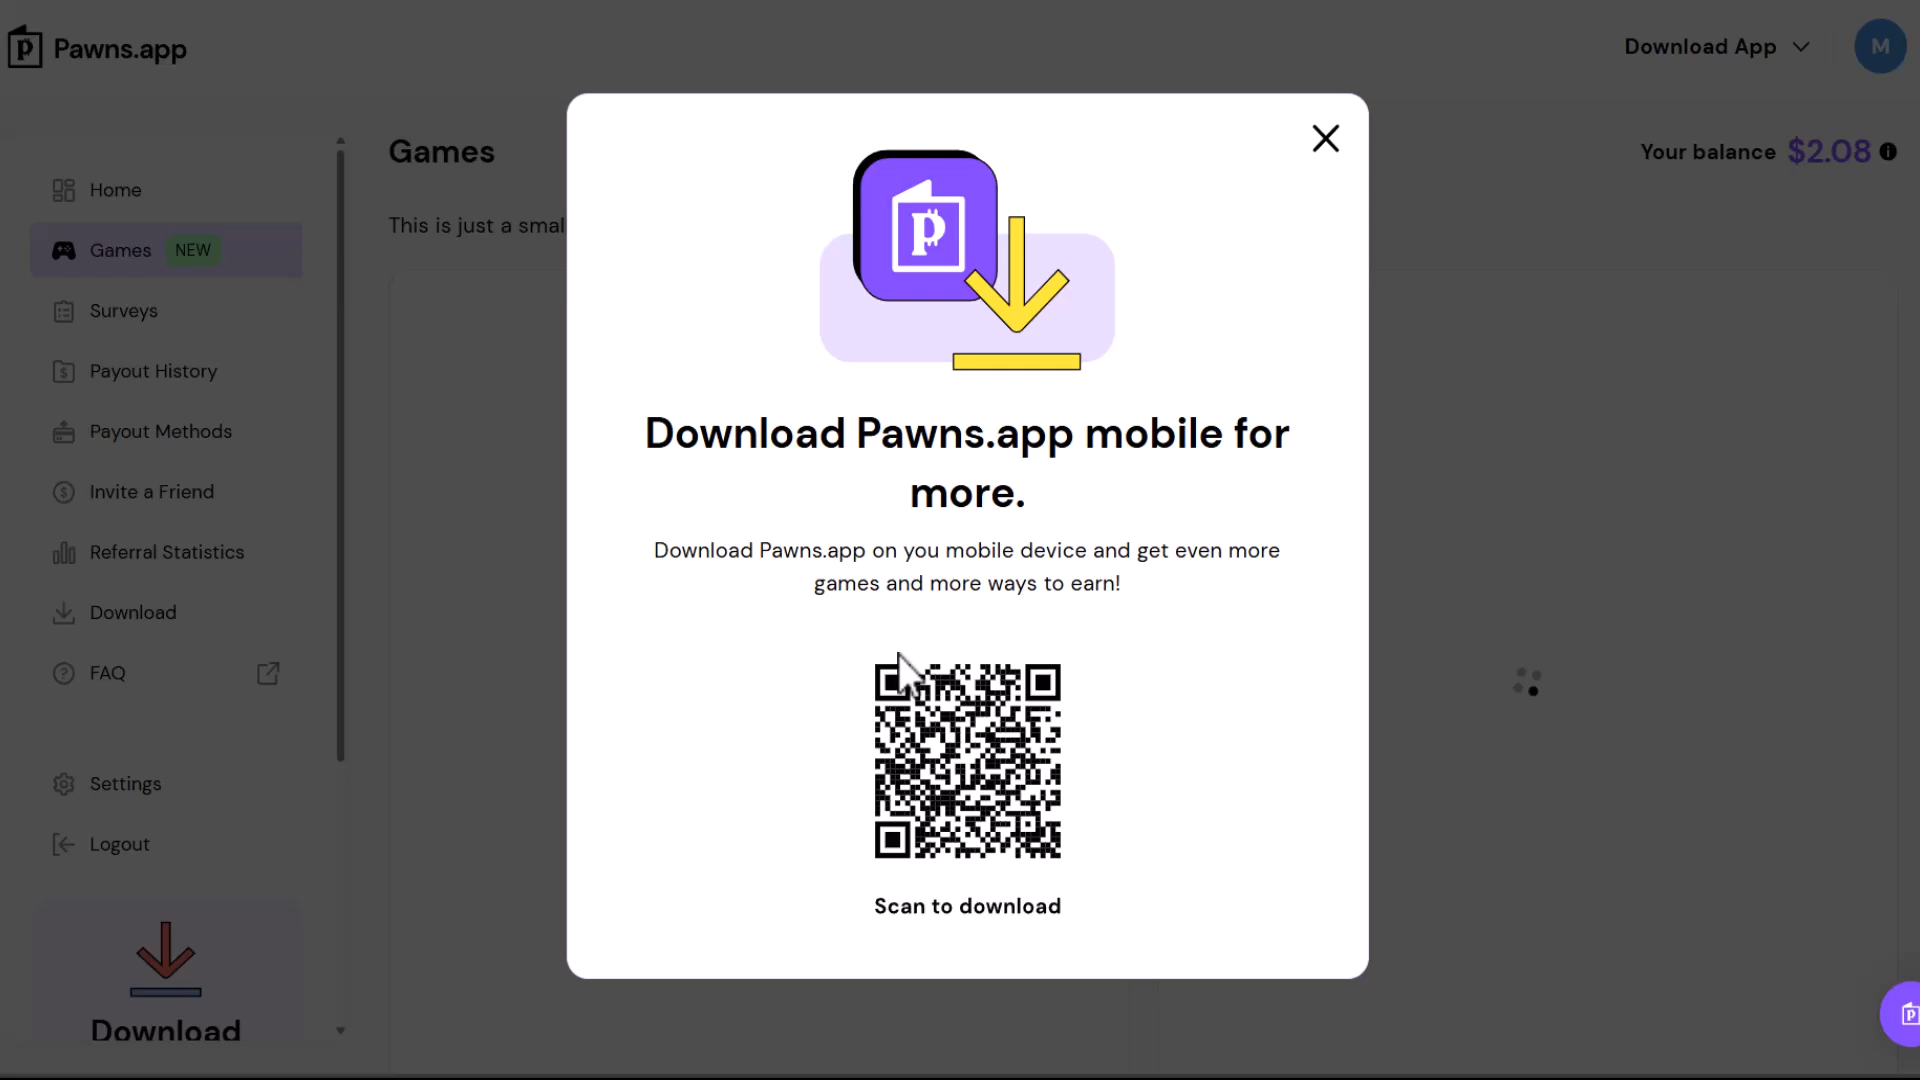 Pawns.app
Download App
M
Games
Your balance $2.08
This is just a smal
Home
Games NEW
Surveys
Payout History
Payout Methods
Invite a Friend
Referral Statistics
Download
FAQ
Settings
Logout
Download
Download Pawns.app mobile for
more.
Download Pawns.app on you mobile device and get even more
games and more ways to earn!
Scan to download